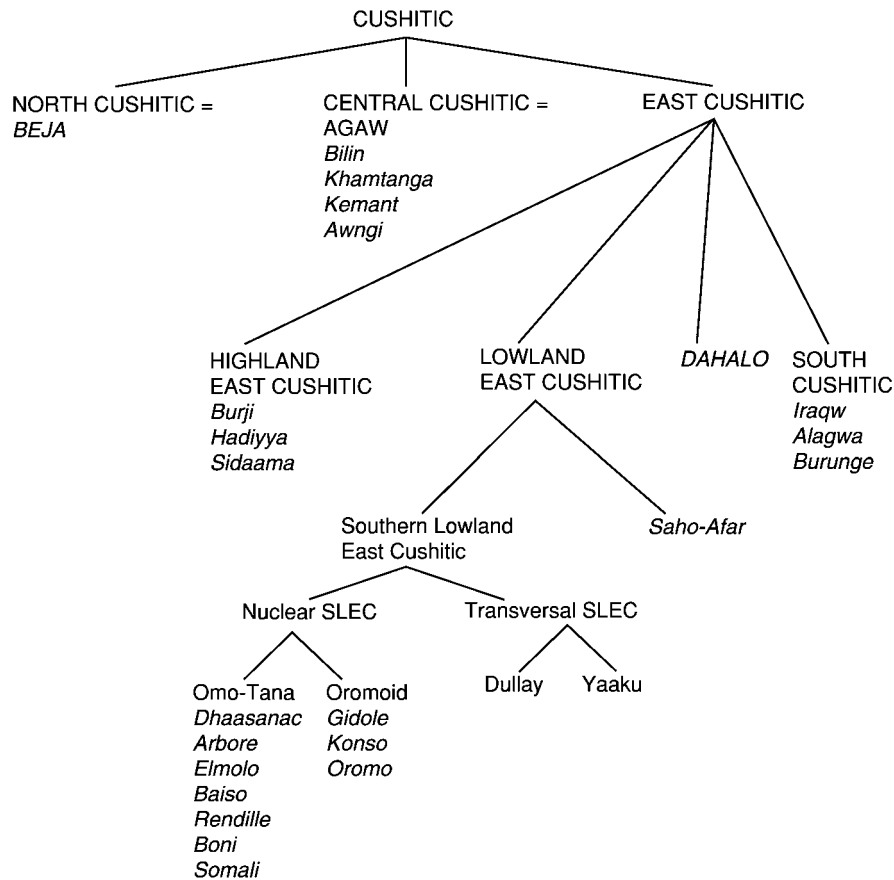 CUSHITIC
NORTH CUSHITIC =
BEJA
CENTRAL CUSHITIC =
AGAW
Bilin
Khamtanga
Kemant
Awngi
EAST CUSHITIC
HIGHLAND
EAST CUSHITIC
Burji
Hadiyya
Sidaama
LOWLAND
EAST CUSHITIC
DAHALO
SOUTH
CUSHITIC
Iraqw
Alagwa
Burunge
Southern Lowland
East Cushitic
Saho-Afar
Nuclear SLEC
Transversal SLEC
Omo-Tana
Dhaasanac
Arbore
Elmolo
Baiso
Rendille
Boni
Somali
Oromoid
Gidole
Konso
Oromo
Dullay
Yaaku